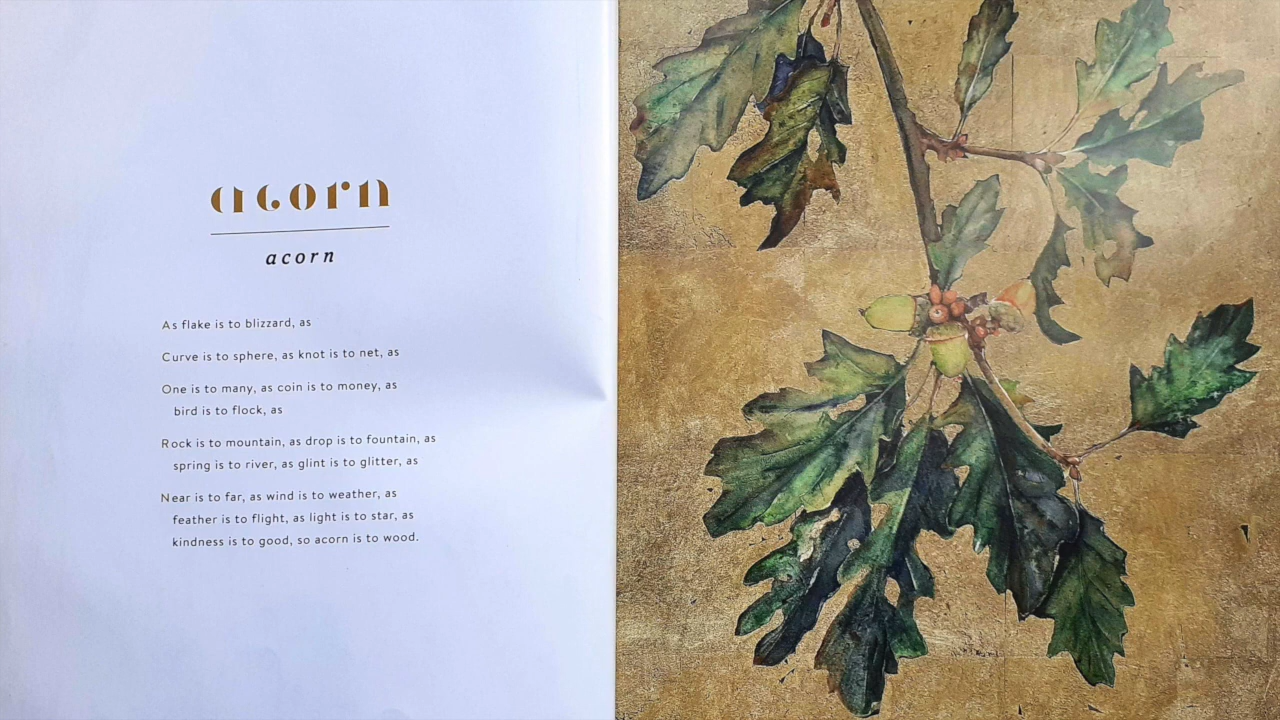 acorn
acorn
As flake is to blizzard, as
Curve is to sphere, as knot is to net, as
One is to many, as coin is to money, as
bird is to flock, as
Rock is to mountain, as drop is to fountain, as
spring is to river, as glint is to glitter, as
Near is to far, as wind is to weather, as
feather is to flight, as light is to star, as
kindness is to good, so acorn is to wood.